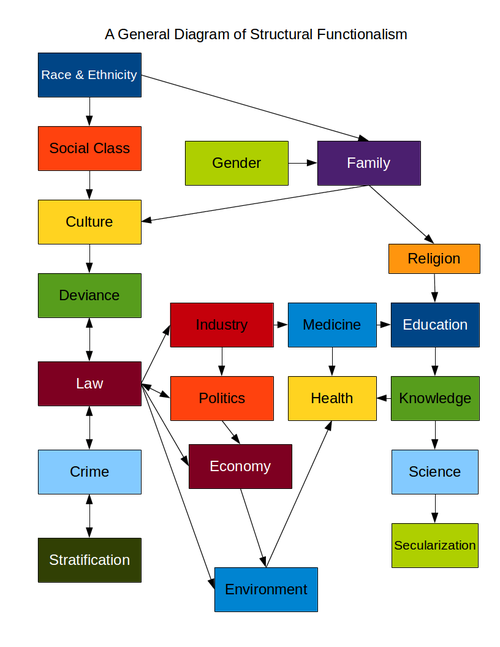 A General Diagram of Structural Functionalism
Race & Ethnicity
Social Class
Gender
Family
Culture
Religion
Deviance
Industry
Medicine
Education
Law
Politics
Health
Knowledge
Economy
Crime
Science
Secularization
Stratification
Environment